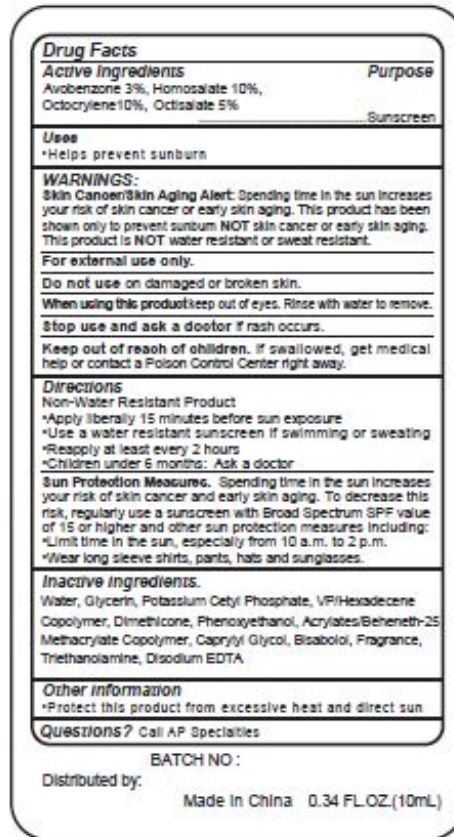 Drug Facts
Active Ingredients Purpose
Avobenzone 3%, Homosalate 10%,
Octocrylene10%, Octisalate 5%
Sunscreen
Uses
•Helps prevent sunburn
WARNINGS:
Skin Cancer/Skin Aging Alert: Spending time in the sun increases
your risk of skin cancer or early skin aging. This product has been
shown only to prevent sunburn NOT skin cancer or early skin aging.
This product is NOT water resistant or sweat resistant.
For external use only.
Do not use on damaged or broken skin.
When using this product keep out of eyes. Rinse with water to remove.
Stop use and ask a doctor if rash occurs.
Keep out of reach of children. If swallowed, get medical
help or contact a Poison Control Center right away.
Directions
Non-Water Resistant Product
•Apply liberally 15 minutes before sun exposure
•Use a water resistant sunscreen if swimming or sweating
•Reapply at least every 2 hours
•Children under 6 months: Ask a doctor
Sun Protection Measures. Spending time in the sun increases
your risk of skin cancer and early skin aging. To decrease this
risk, regularly use a sunscreen with Broad Spectrum SPF value
of 15 or higher and other sun protection measures including:
•Limit time in the sun, especially from 10 a.m. to 2 p.m.
•Wear long sleeve shirts, pants, hats and sunglasses.
Inactive ingredients.
Water, Glycerin, Potassium Cetyl Phosphate, VP/Hexadecene
Copolymer, Dimethicone, Phenoxyethanol, Acrylates/Beheneth-25
Methacrylate Copolymer, Caprylyl Glycol, Bisabolol, Fragrance,
Triethanolamine, Disodium EDTA
Other information
•Protect this product from excessive heat and direct sun
Questions? Call AP Specialties
BATCH NO :
Distributed by:
Made in China 0.34 FL.OZ.(10mL)